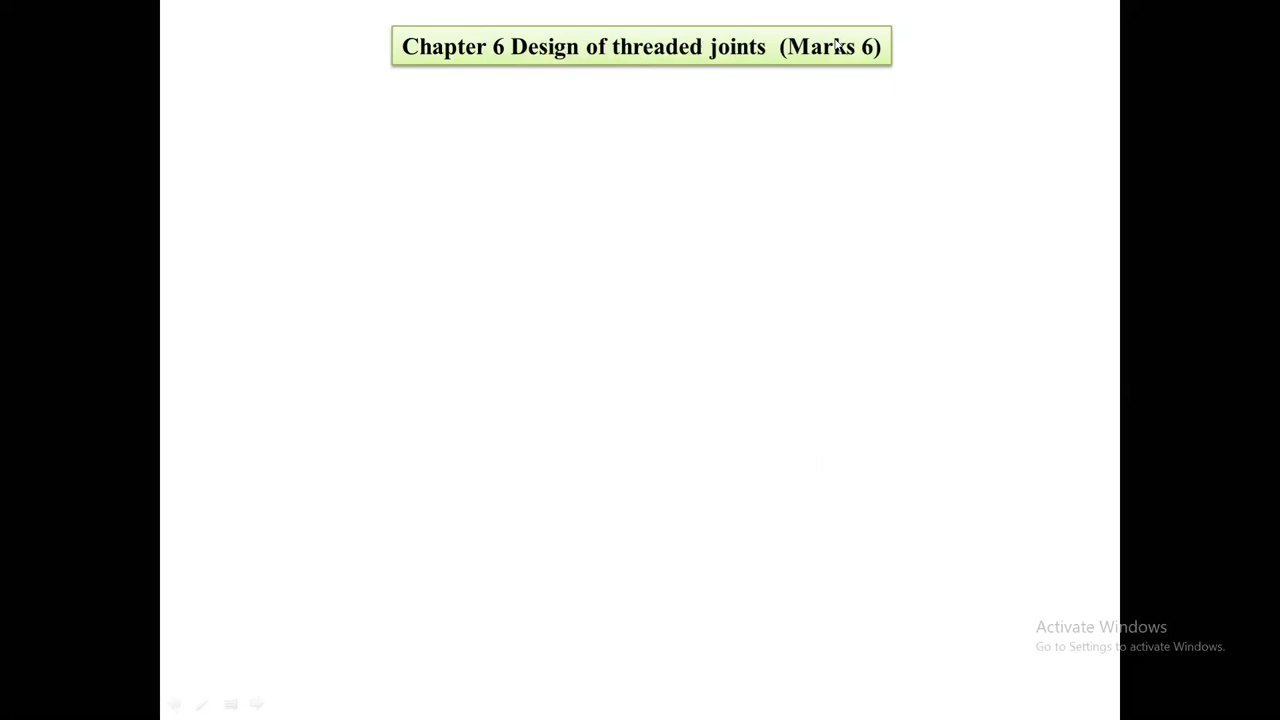 Chapter 6 Design of threaded joints (Marks 6)
Activate Windows
Go to Settings to activate Windows.